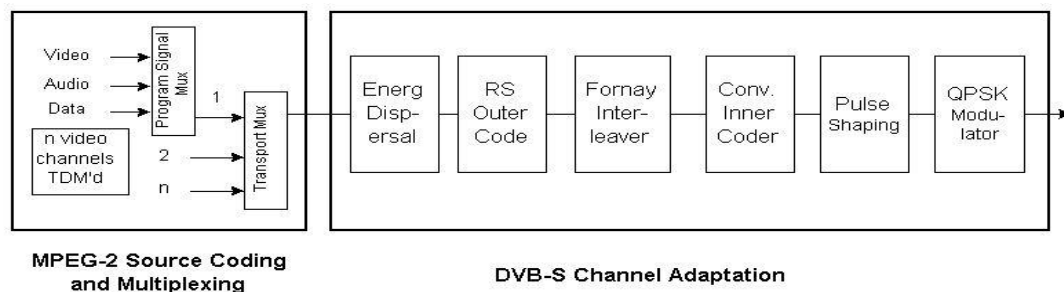 Video
Audio
Data
Program Signal
Mux
1
2
n
n video
channels
TDM'd
Transport Mux
Energ
Disp-
ersal
RS
Outer
Code
Fornay
Inter-
leaver
Conv.
Inner
Coder
Pulse
Shaping
QPSK
Modu-
lator
MPEG-2 Source Coding
and Multiplexing
DVB-S Channel Adaptation